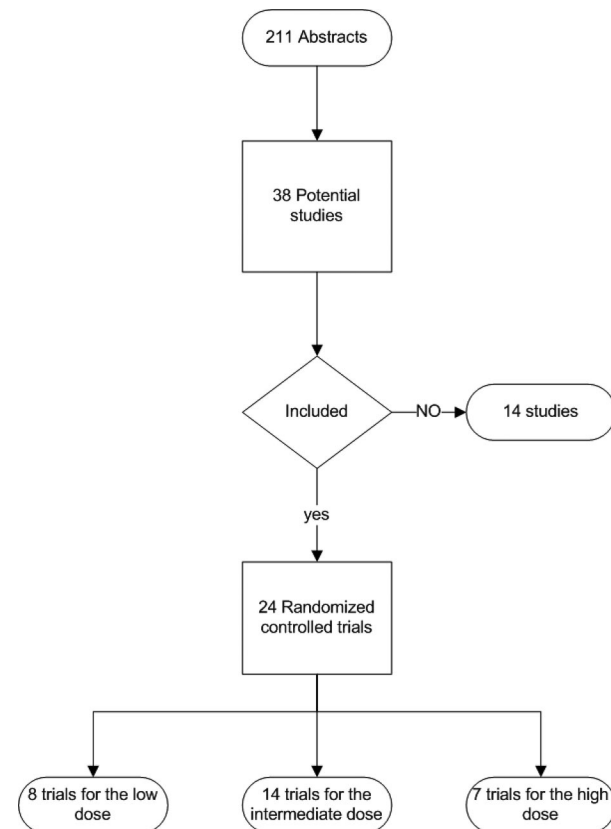 211 Abstracts
38 Potential
studies
Included
NO
14 studies
yes
24 Randomized
controlled trials
8 trials for the low
dose
14 trials for the
intermediate dose
7 trials for the high
dose